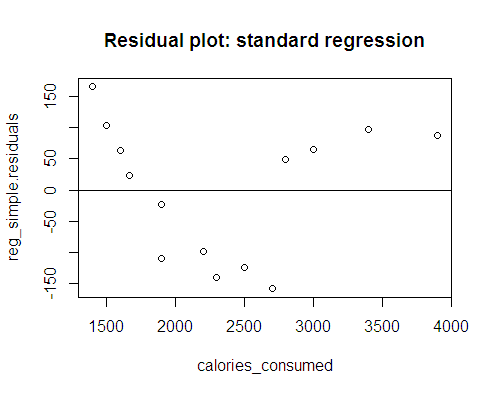 Residual plot: standard regression
reg_simple.residuals
150
50
0
-50
-150
1500 2000 2500 3000 3500 4000
calories_consumed